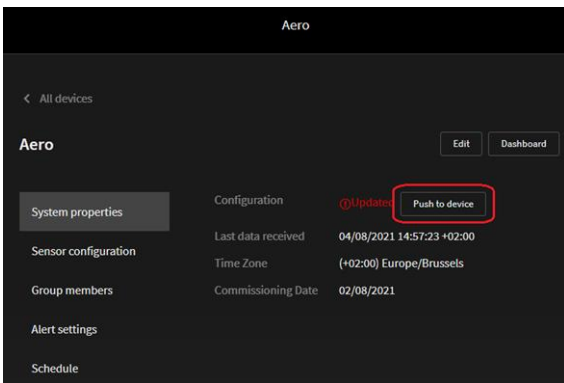 Aero
< All devices
Aero
Edit
Dashboard
System properties
Configuration
Updated
Push to device
Sensor configuration
Last data received
04/08/2021 14:57:23 +02:00
Time Zone
(+02:00) Europe/Brussels
Group members
Commissioning Date
02/08/2021
Alert settings
Schedule